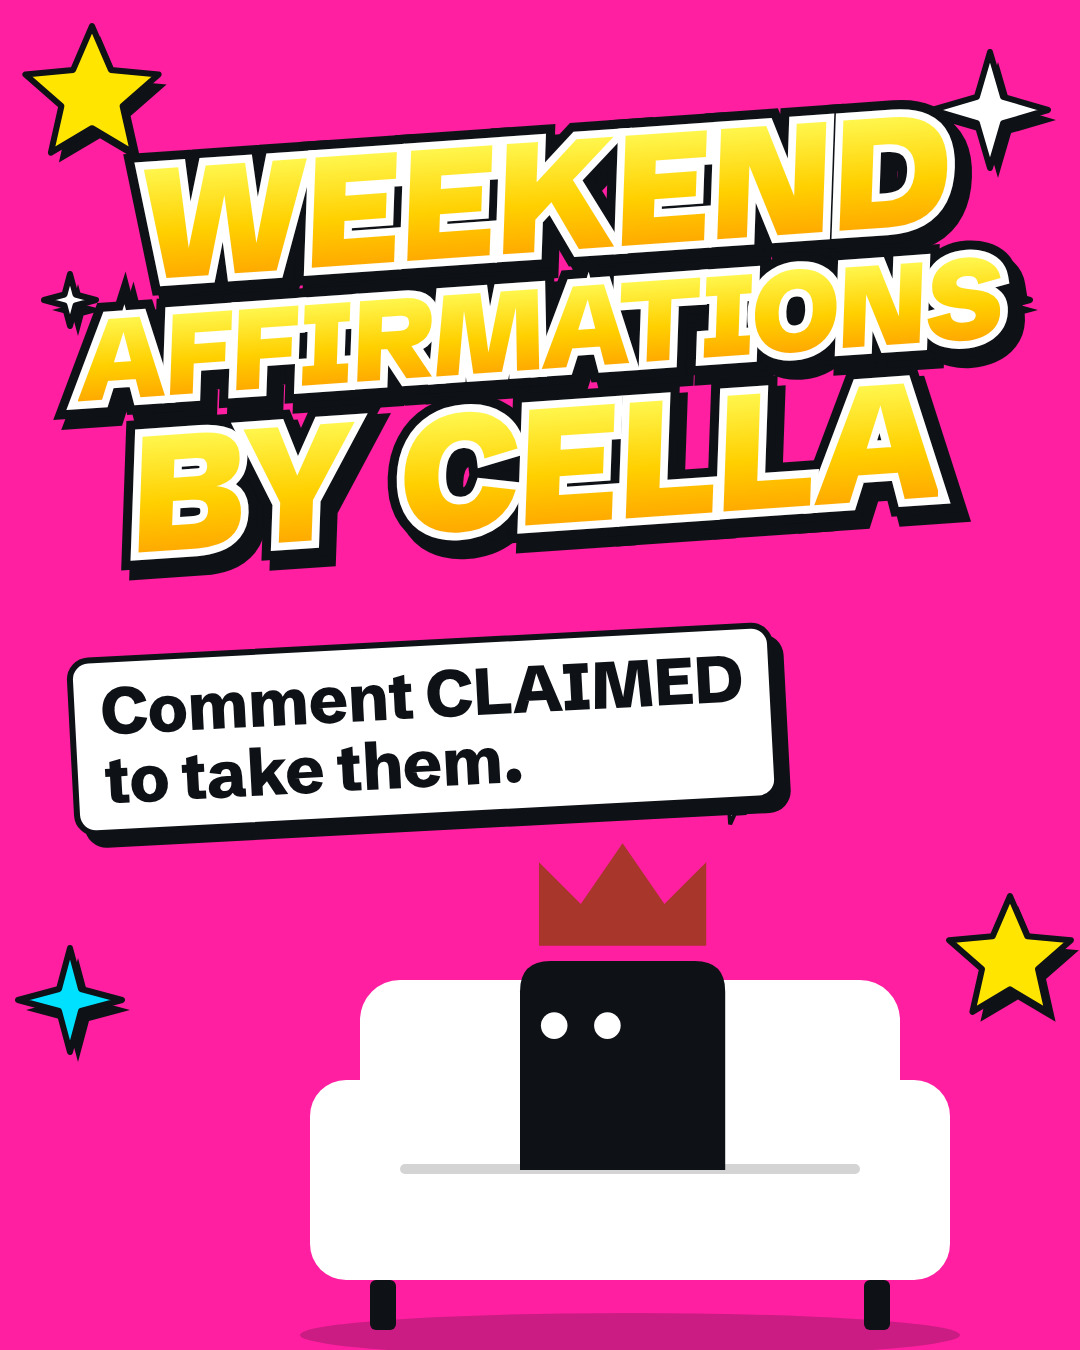 WEEKEND
AFFIRMATIONS
BY CELLA
Comment CLAIMED
to take them.